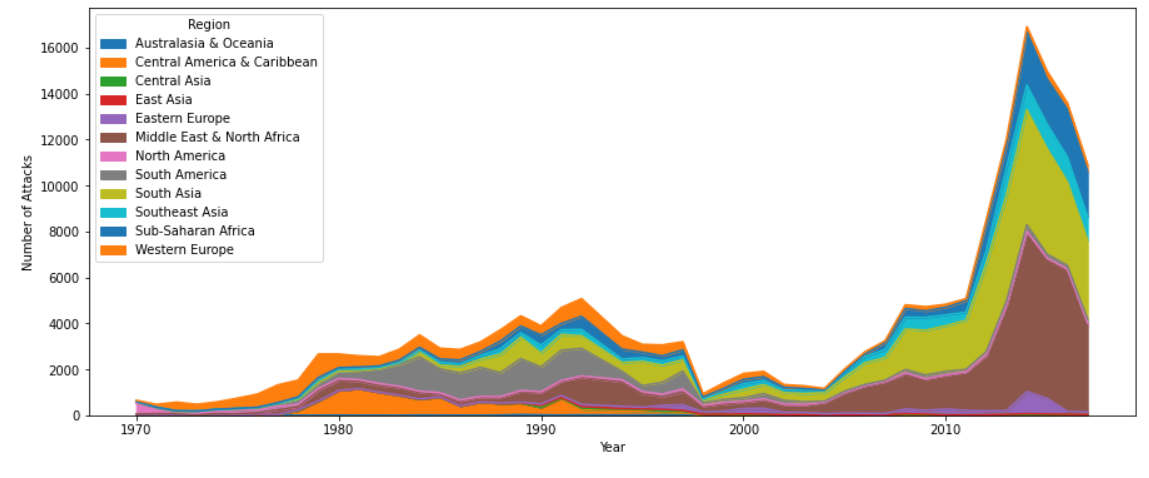 Region
Australasia & Oceania
Central America & Caribbean
Central Asia
East Asia
Eastern Europe
Middle East & North Africa
North America
South America
South Asia
Southeast Asia
Sub-Saharan Africa
Western Europe
16000
14000
12000
10000
8000
6000
4000
2000
0
Number of Attacks
1970 1980 1990 2000 2010
Year